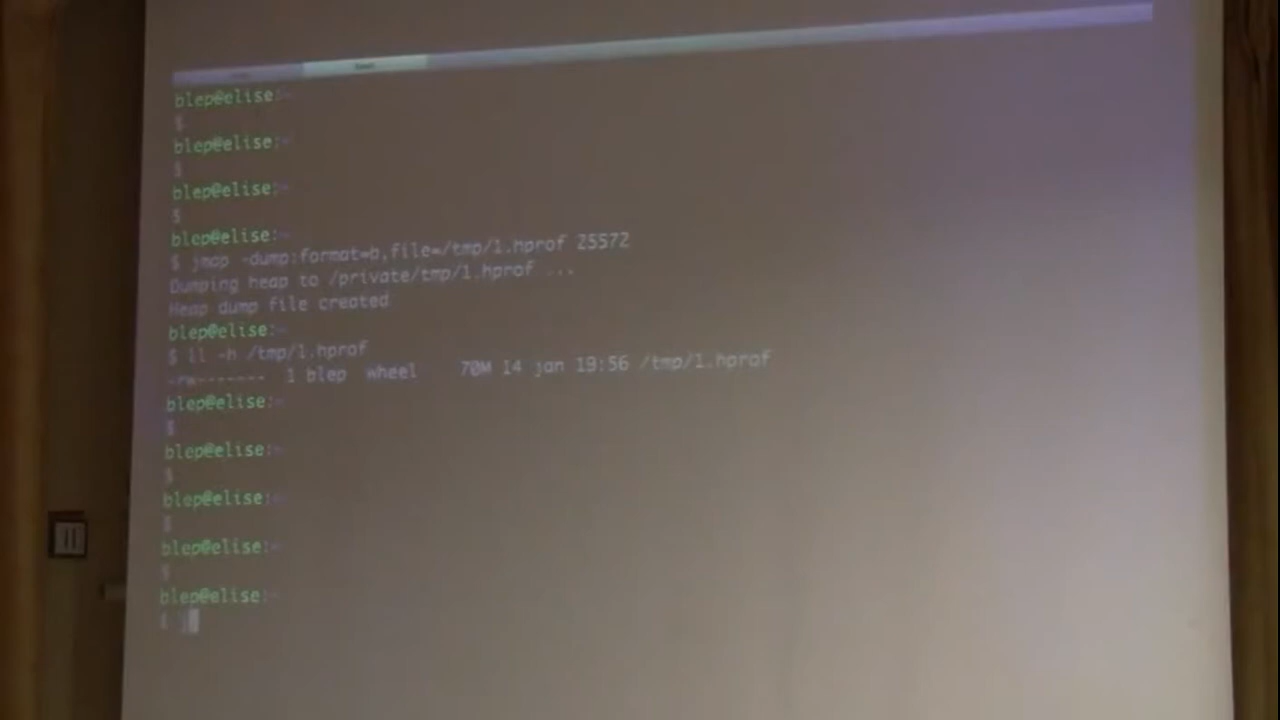 blep@elise:~
$
blep@elise:~
$
blep@elise:~
$
blep@elise:~
$ jmap -dump:format=b,file=/tmp/1.hprof 25572
Dumping heap to /private/tmp/1.hprof ...
Heap dump file created
blep@elise:~
$ ll -h /tmp/1.hprof
-rw------- 1 blep wheel 70M 14 jan 19:56 /tmp/1.hprof
blep@elise:~
$
blep@elise:~
$
blep@elise:~
$
blep@elise:~
$
blep@elise:~
$ j